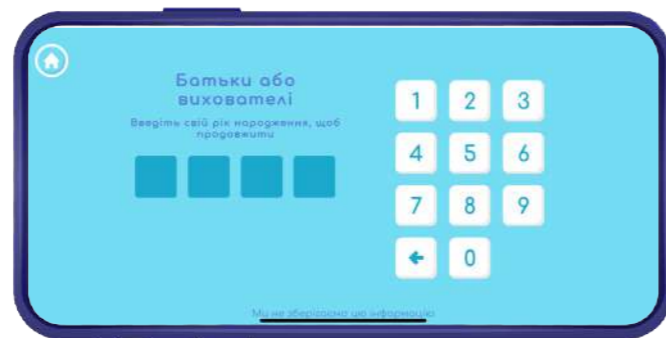 Батьки або
вихователі
Введіть свій рік народження, щоб
продовжити
1 2 3
4 5 6
7 8 9
0
Ми не зберігаємо цю інформацію